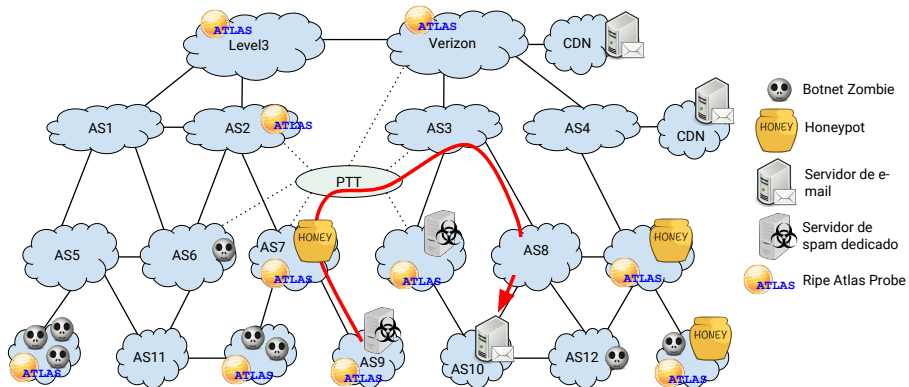 ATLAS
Level3
ATLAS
Verizon
CDN
AS1
AS2
ATLAS
AS3
AS4
CDN
PTT
AS5
AS6
AS7
HONEY
ATLAS
ATLAS
AS8
HONEY
ATLAS
ATLAS
AS11
ATLAS
AS9
ATLAS
AS10
AS12
HONEY
ATLAS
Botnet Zombie
HONEY
Honeypot
Servidor de e-
mail
Servidor de
spam dedicado
ATLAS
Ripe Atlas Probe